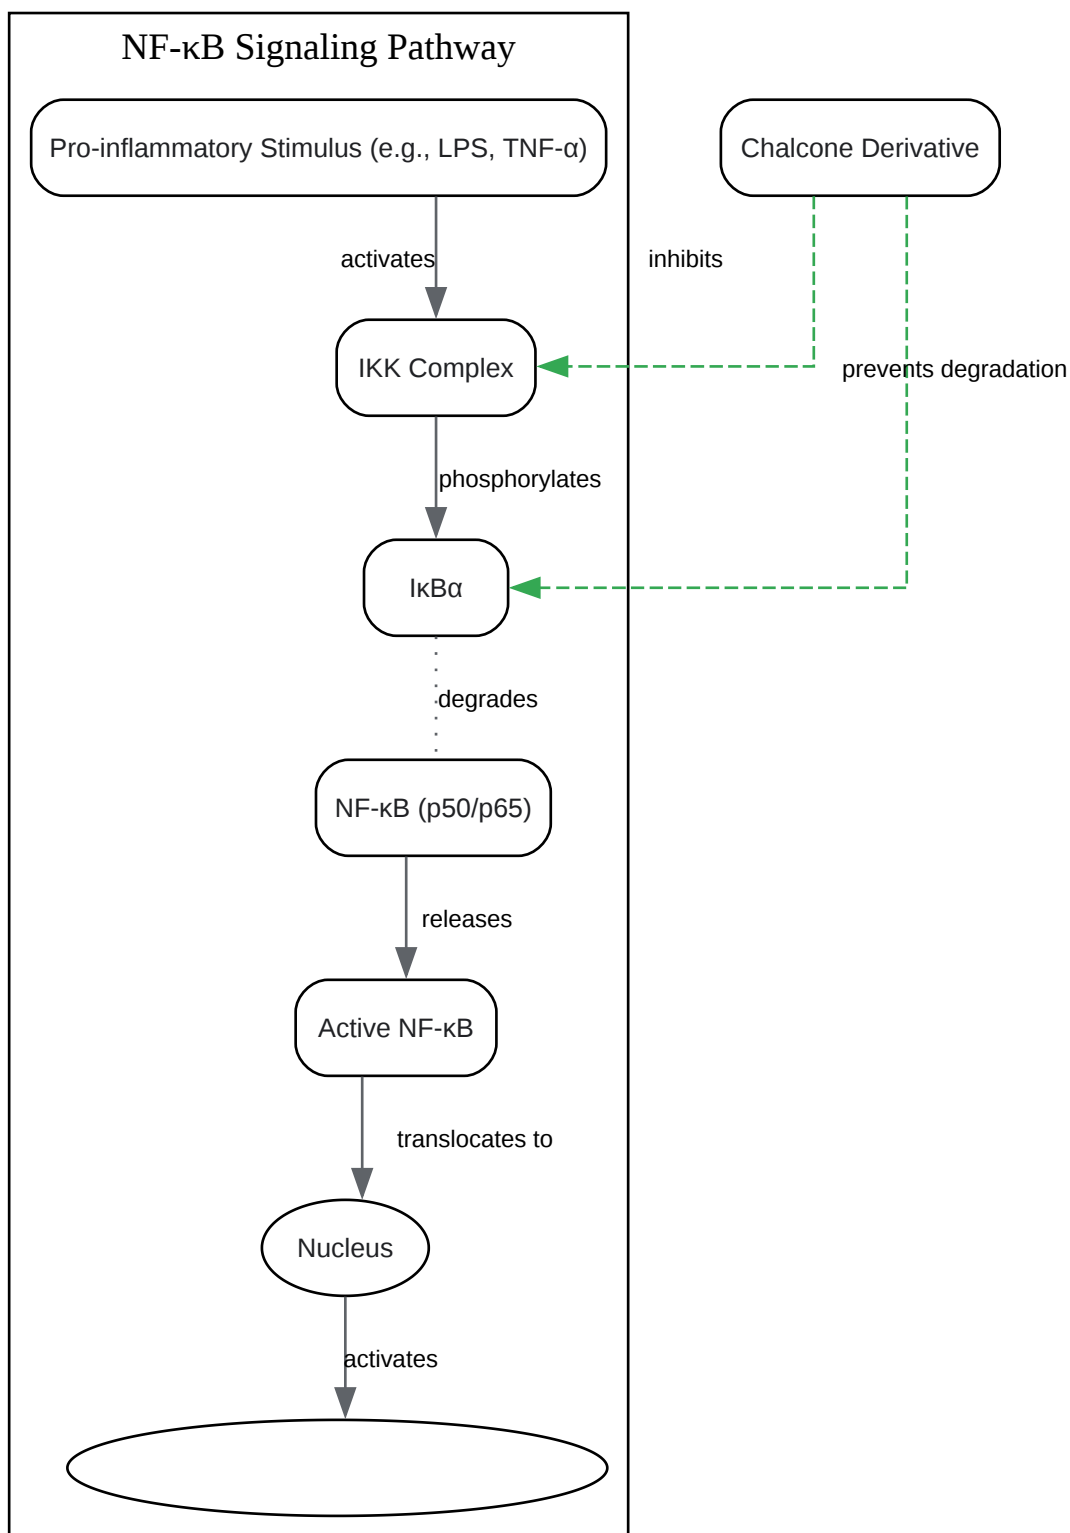 NF-κB Signaling Pathway
Pro-inflammatory Stimulus (e.g., LPS, TNF-α)
Chalcone Derivative
activates
inhibits
IKK Complex
prevents degradation
phosphorylates
IκBα
degrades
NF-κB (p50/p65)
releases
Active NF-κB
translocates to
Nucleus
activates